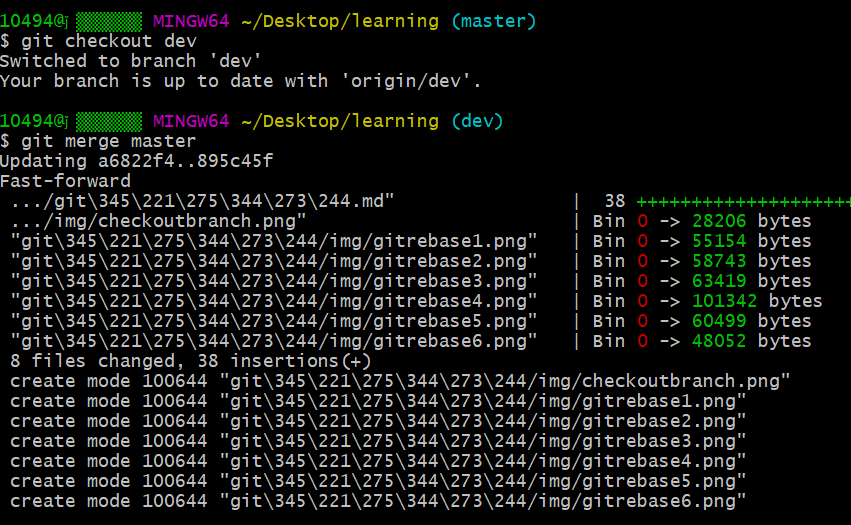 10494@ MINGW64 ~/Desktop/learning (master)
$ git checkout dev
Switched to branch 'dev'
Your branch is up to date with 'origin/dev'.
10494@ MINGW64 ~/Desktop/learning (dev)
$ git merge master
Updating a6822f4..895c45f
Fast-forward
.../git\345\221\275\344\273\244.md" | 38 ++++++++++++++++++++
.../img/checkoutbranch.png" | Bin 0 -> 28206 bytes
"git\345\221\275\344\273\244/img/gitrebase1.png" | Bin 0 -> 55154 bytes
"git\345\221\275\344\273\244/img/gitrebase2.png" | Bin 0 -> 58743 bytes
"git\345\221\275\344\273\244/img/gitrebase3.png" | Bin 0 -> 63419 bytes
"git\345\221\275\344\273\244/img/gitrebase4.png" | Bin 0 -> 101342 bytes
"git\345\221\275\344\273\244/img/gitrebase5.png" | Bin 0 -> 60499 bytes
"git\345\221\275\344\273\244/img/gitrebase6.png" | Bin 0 -> 48052 bytes
8 files changed, 38 insertions(+)
create mode 100644 "git\345\221\275\344\273\244/img/checkoutbranch.png"
create mode 100644 "git\345\221\275\344\273\244/img/gitrebase1.png"
create mode 100644 "git\345\221\275\344\273\244/img/gitrebase2.png"
create mode 100644 "git\345\221\275\344\273\244/img/gitrebase3.png"
create mode 100644 "git\345\221\275\344\273\244/img/gitrebase4.png"
create mode 100644 "git\345\221\275\344\273\244/img/gitrebase5.png"
create mode 100644 "git\345\221\275\344\273\244/img/gitrebase6.png"